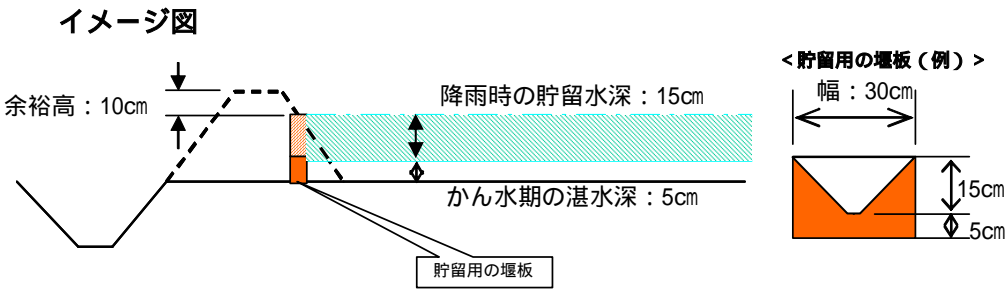 イメージ図
余裕高：10㎝
降雨時の貯留水深：15㎝
かん水期の湛水深：5㎝
貯留用の堰板
＜貯留用の堰板（例）＞
幅：30㎝
15㎝
5㎝